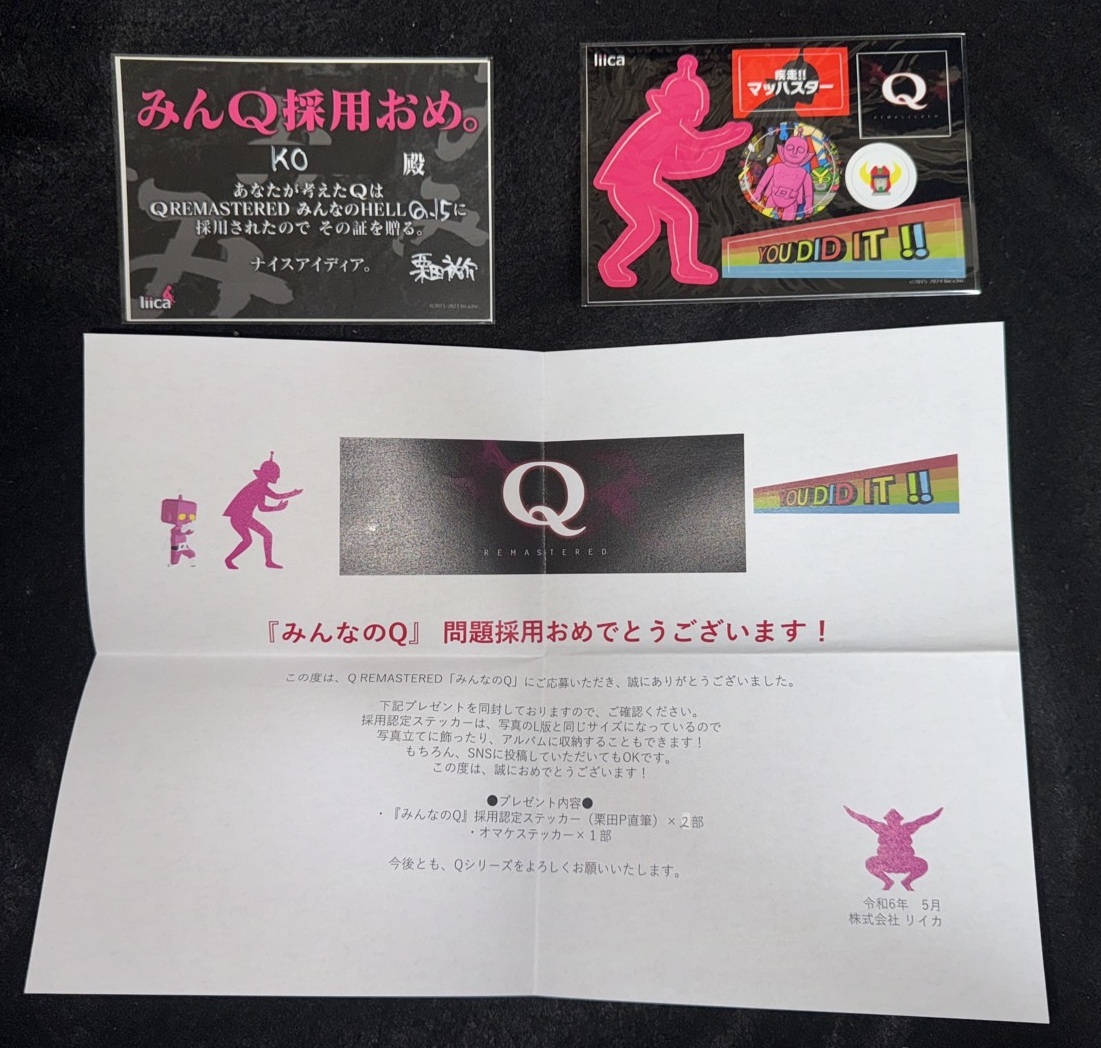 みんQ採用おめ。
KO 殿
あなたが考えたQは
Q REMASTERED みんなのHELL Q.15に
採用されたので その証を贈る。
ナイスアイディア。
栗田祐介
liica
liica
疾走!!
マッハスター
Q
REMASTERED
YOU DID IT !!
Q
REMASTERED
YOU DID IT !!
『みんなのQ』 問題採用おめでとうございます！
この度は、Q REMASTERED「みんなのQ」にご応募いただき、誠にありがとうございました。
下記プレゼントを同封しておりますので、ご確認ください。
採用認定ステッカーは、写真のL版と同じサイズになっているので
写真立てに飾ったり、アルバムに収納することもできます！
もちろん、SNSに投稿していただいてもOKです。
この度は、誠におめでとうございます！
●プレゼント内容●
・『みんなのQ』採用認定ステッカー（栗田P直筆）×2部
・オマケステッカー×１部
今後とも、Qシリーズをよろしくお願いいたします。
令和6年　5月
株式会社 リイカ